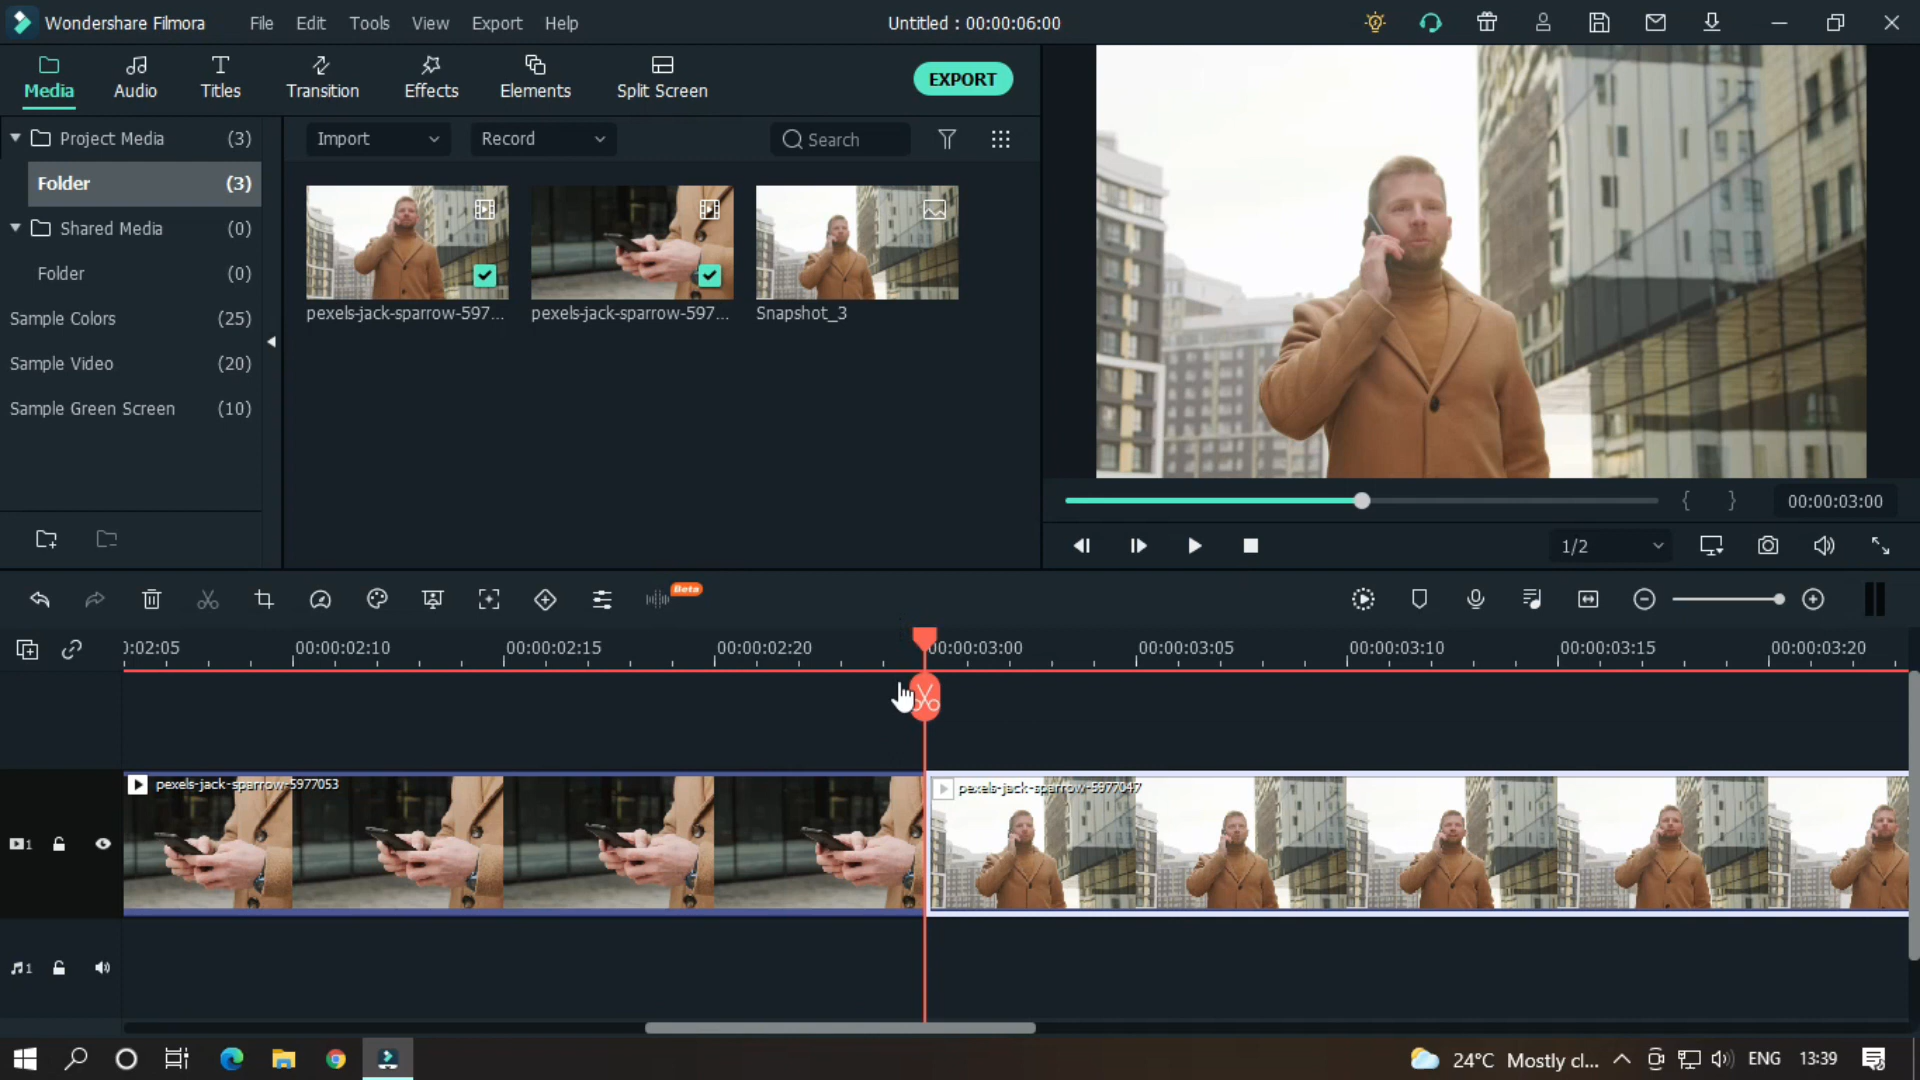 Wondershare Filmora File Edit Tools View Export Help Untitled : 00:00:06:00
Media Audio Titles Transition Effects Elements Split Screen EXPORT
Project Media (3) Import Record Search
Folder (3)
Shared Media (0)
Folder (0)
Sample Colors (25)
Sample Video (20)
Sample Green Screen (10)
pexels-jack-sparrow-597... pexels-jack-sparrow-597... Snapshot_3
{ } 00:00:03:00
1/2
Beta
):02:05 00:00:02:10 00:00:02:15 00:00:02:20 00:00:03:00 00:00:03:05 00:00:03:10 00:00:03:15 00:00:03:20
pexels-jack-sparrow-5977053 pexels-jack-sparrow-5977047
1
1
24°C Mostly cl... ENG 13:39